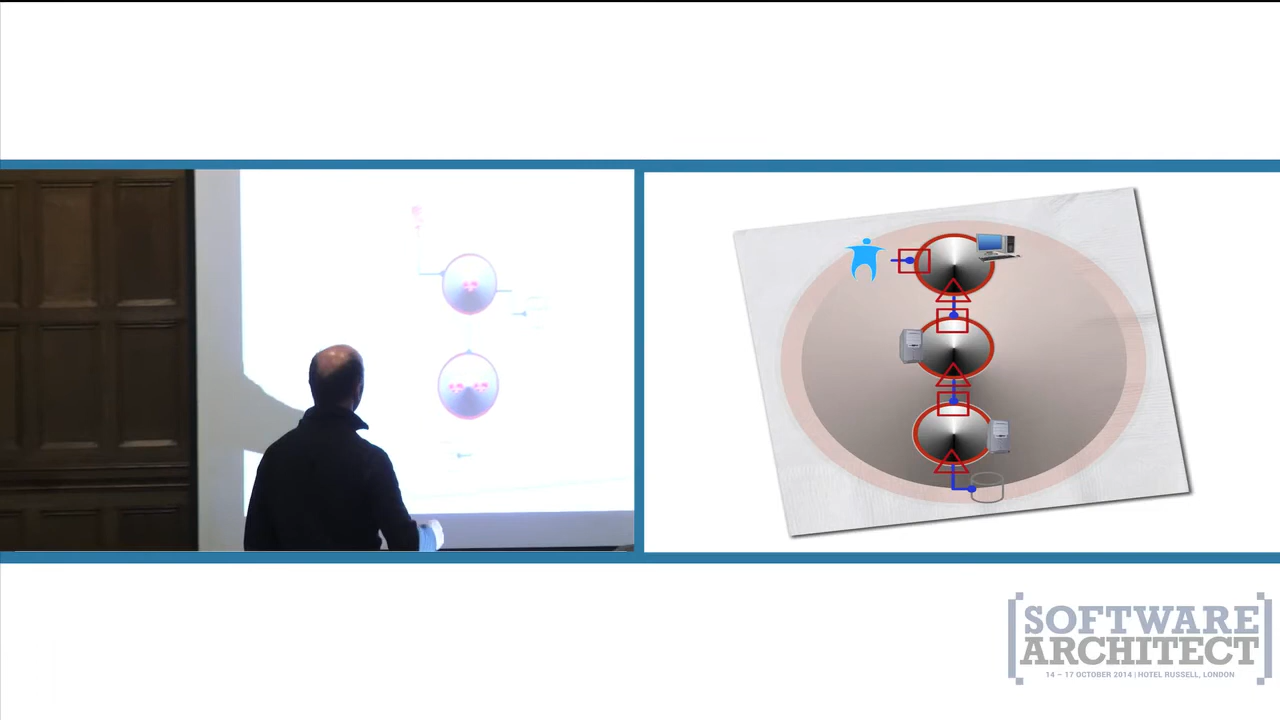 SOFTWARE
ARCHITECT
14 – 17 OCTOBER 2014 | HOTEL RUSSELL, LONDON